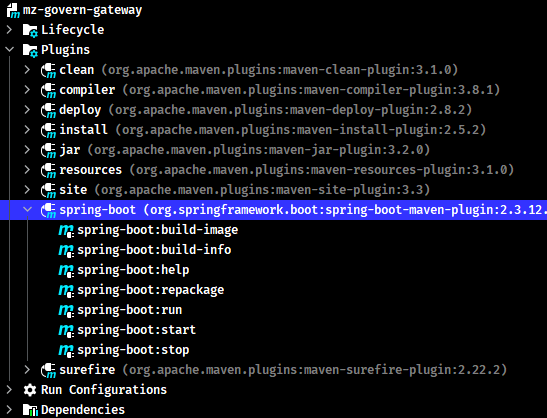 mz-govern-gateway
Lifecycle
Plugins
clean (org.apache.maven.plugins:maven-clean-plugin:3.1.0)
compiler (org.apache.maven.plugins:maven-compiler-plugin:3.8.1)
deploy (org.apache.maven.plugins:maven-deploy-plugin:2.8.2)
install (org.apache.maven.plugins:maven-install-plugin:2.5.2)
jar (org.apache.maven.plugins:maven-jar-plugin:3.2.0)
resources (org.apache.maven.plugins:maven-resources-plugin:3.1.0)
site (org.apache.maven.plugins:maven-site-plugin:3.3)
spring-boot (org.springframework.boot:spring-boot-maven-plugin:2.3.12.
spring-boot:build-image
spring-boot:build-info
spring-boot:help
spring-boot:repackage
spring-boot:run
spring-boot:start
spring-boot:stop
surefire (org.apache.maven.plugins:maven-surefire-plugin:2.22.2)
Run Configurations
Dependencies